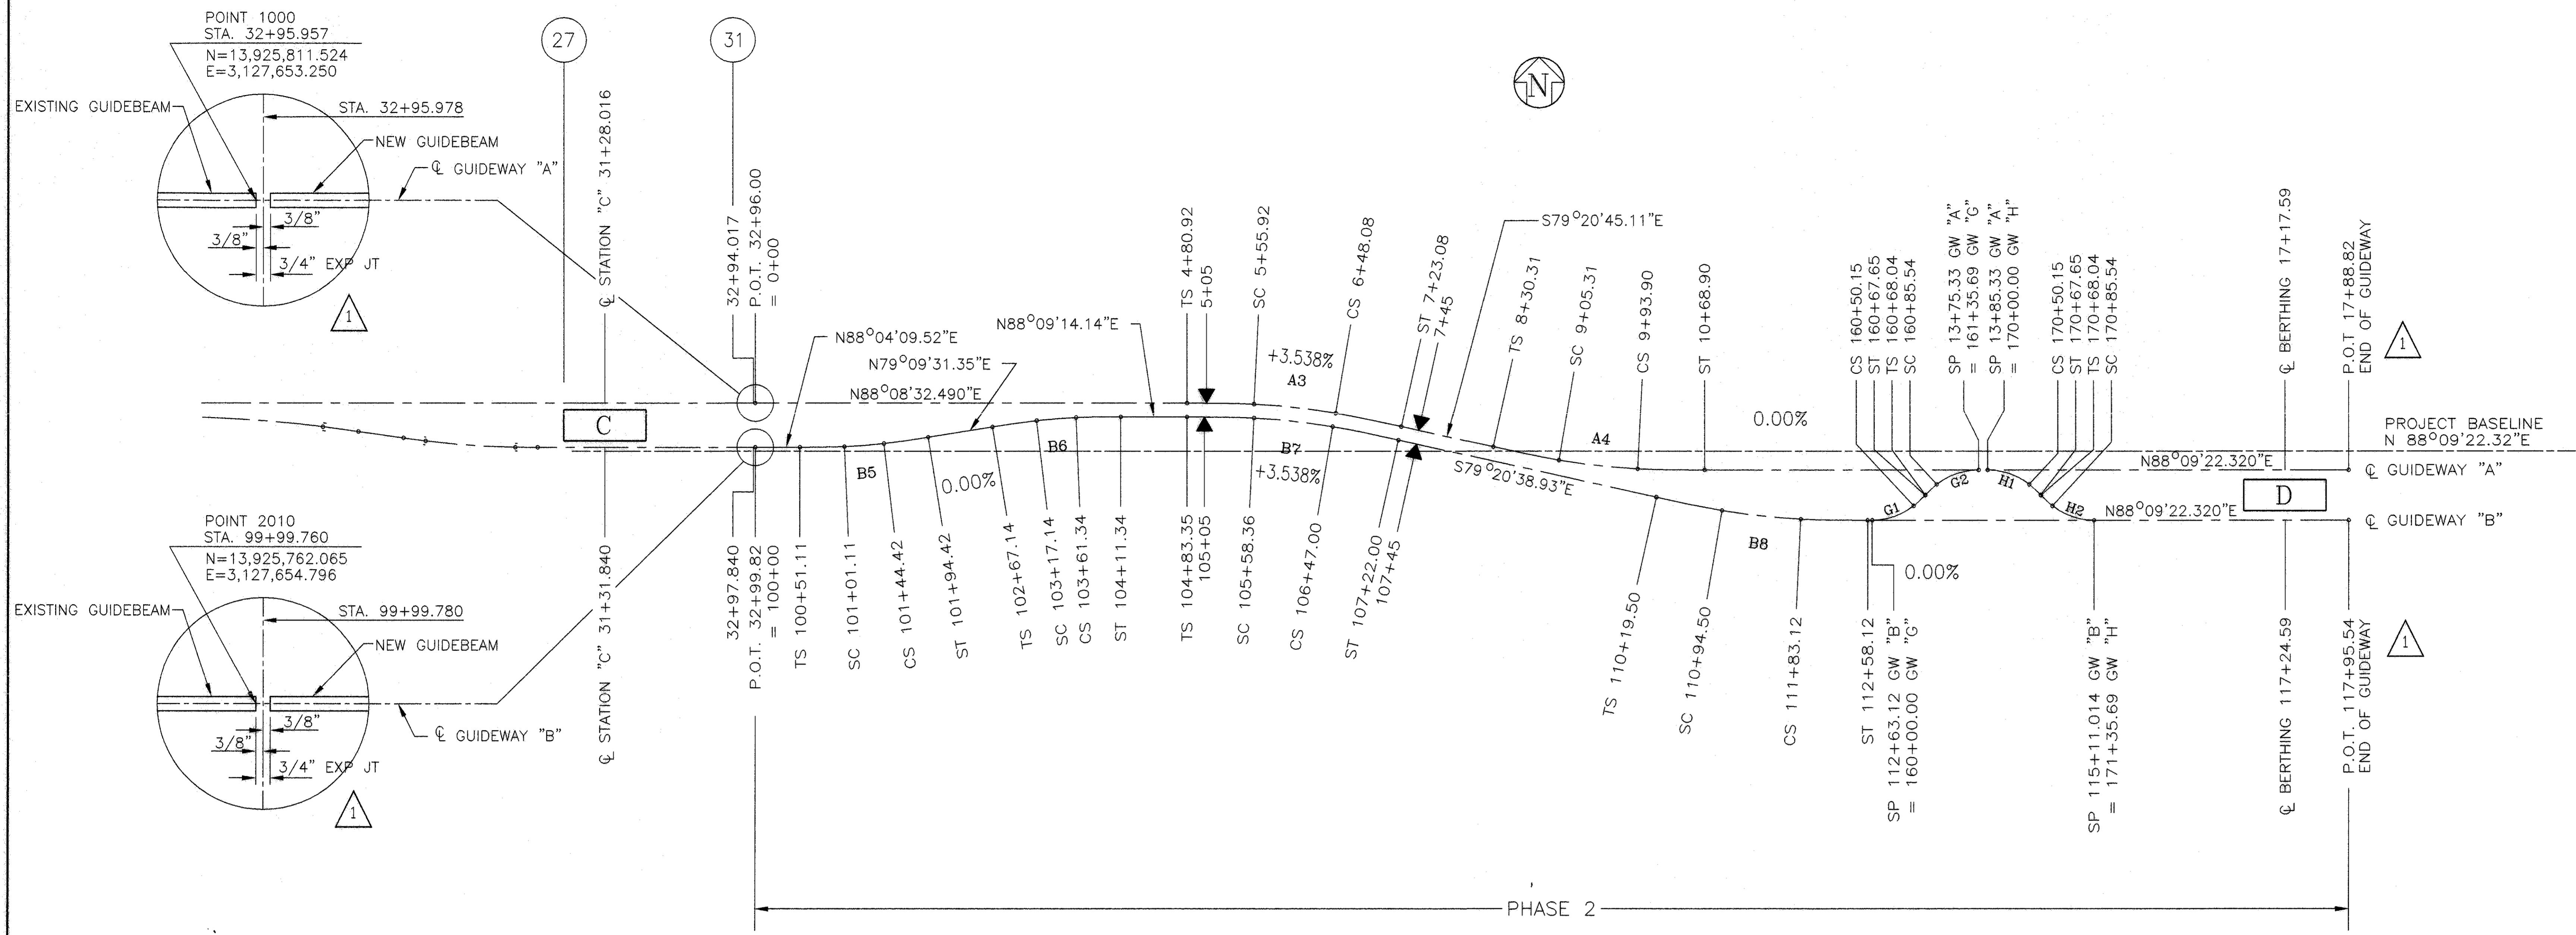 POINT 1000
STA. 32+95.957
N=13,925,811.524
E=3,127,653.250
EXISTING GUIDEBEAM
STA. 32+95.978
NEW GUIDEBEAM
℄ GUIDEWAY "A"
3/8"
3/8"
3/4" EXP JT
1
27
31
℄ STATION "C" 31+28.016
32+94.017
P.O.T. 32+96.00
= 0+00
N
N88°04'09.52"E
N79°09'31.35"E
N88°08'32.490"E
N88°09'14.14"E
TS 4+80.92
5+05
SC 5+55.92
+3.538%
A3
CS 6+48.08
ST 7+23.08
7+45
S79°20'45.11"E
TS 8+30.31
SC 9+05.31
CS 9+93.90
ST 10+68.90
A4
0.00%
CS 160+50.15
ST 160+67.65
TS 160+68.04
SC 160+85.54
SP 13+75.33 GW "A"
= 161+35.69 GW "G"
SP 13+85.33 GW "A"
= 170+00.00 GW "H"
CS 170+50.15
ST 170+67.65
TS 170+68.04
SC 170+85.54
℄ BERTHING 17+17.59
P.O.T 17+88.82
END OF GUIDEWAY
1
PROJECT BASELINE
N 88°09'22.32"E
N88°09'22.320"E
℄ GUIDEWAY "A"
C
B5
0.00%
B6
B7
+3.538%
S79°20'38.93"E
B8
G1
G2
H1
H2
D
N88°09'22.320"E
℄ GUIDEWAY "B"
0.00%
POINT 2010
STA. 99+99.760
N=13,925,762.065
E=3,127,654.796
EXISTING GUIDEBEAM
STA. 99+99.780
NEW GUIDEBEAM
℄ GUIDEWAY "B"
3/8"
3/8"
3/4" EXP JT
1
℄ STATION "C" 31+31.840
32+97.840
P.O.T. 32+99.82
= 100+00
TS 100+51.11
SC 101+01.11
CS 101+44.42
ST 101+94.42
TS 102+67.14
SC 103+17.14
CS 103+61.34
ST 104+11.34
TS 104+83.35
105+05
SC 105+58.36
CS 106+47.00
ST 107+22.00
107+45
TS 110+19.50
SC 110+94.50
CS 111+83.12
ST 112+58.12
SP 112+63.12 GW "B"
= 160+00.00 GW "G"
SP 115+11.014 GW "B"
= 171+35.69 GW "H"
℄ BERTHING 117+24.59
P.O.T. 117+95.54
END OF GUIDEWAY
1
PHASE 2